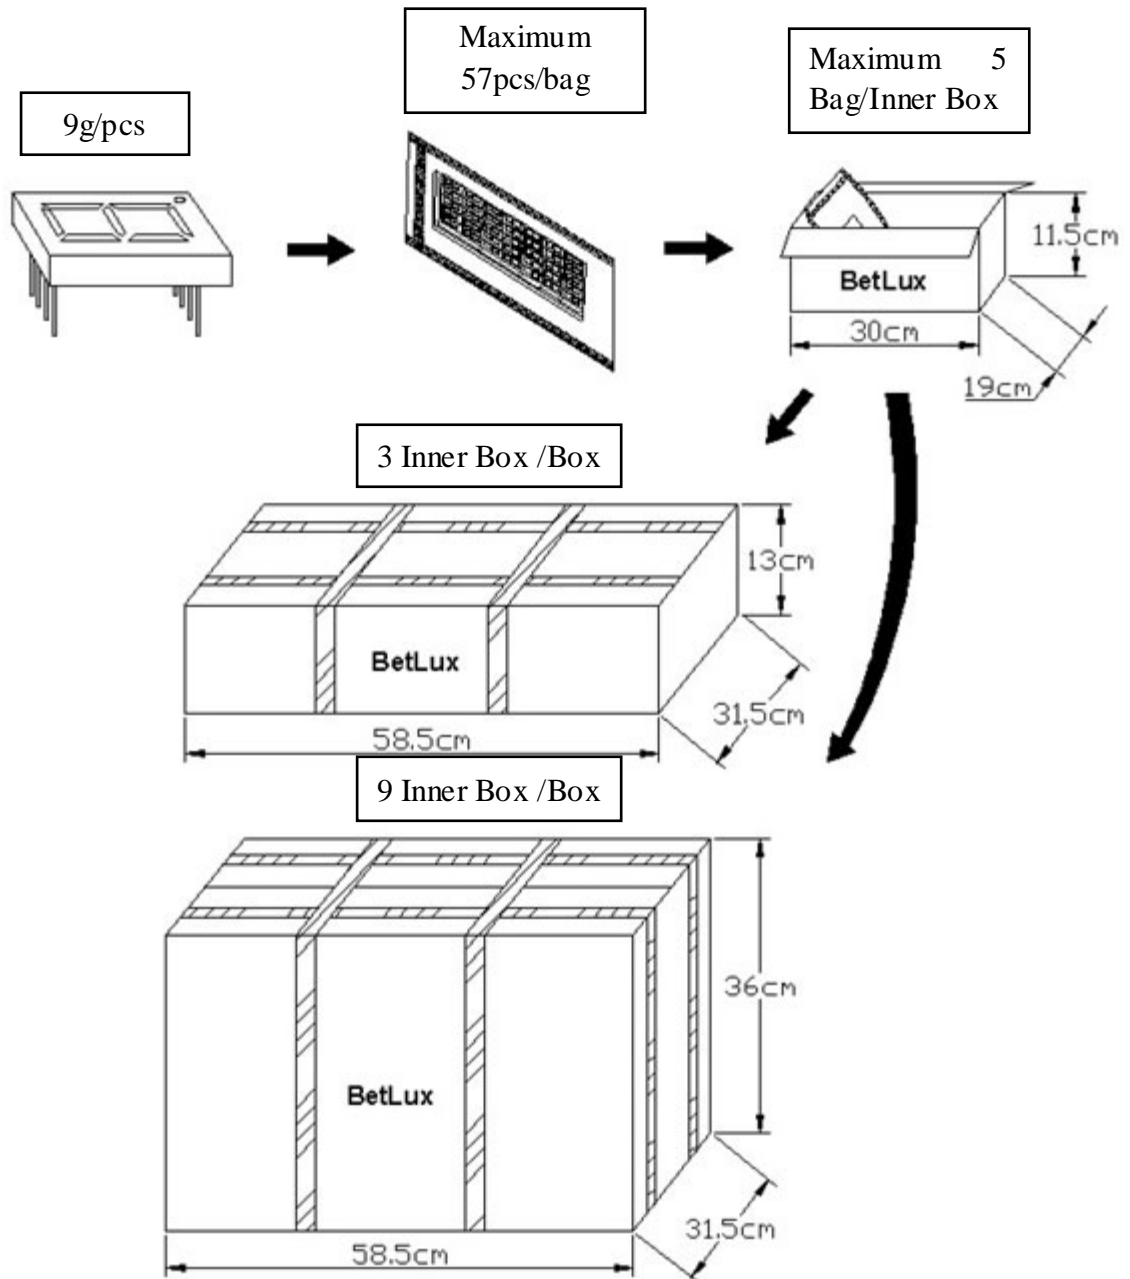 Maximum
57pcs/bag
Maximum 5
Bag/Inner Box
9g/pcs
11.5cm
BetLux
30cm
19cm
3 Inner Box /Box
13cm
BetLux
31.5cm
58.5cm
9 Inner Box /Box
36cm
BetLux
31.5cm
58.5cm